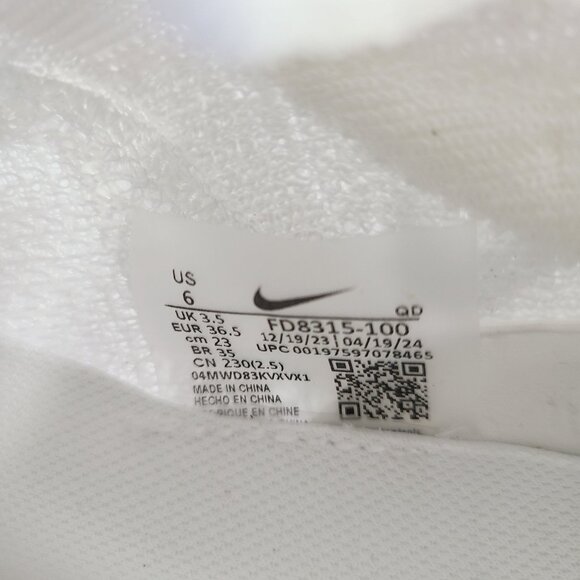 US
6
QD
UK 3.5 FD8315-100
EUR 36.5 12/19/23 | 04/19/24
cm 23 UPC 00197597078465
BR 35
CN 230(2.5)
04MWD83KVXVX1
MADE IN CHINA
HECHO EN CHINA
EN CHINE